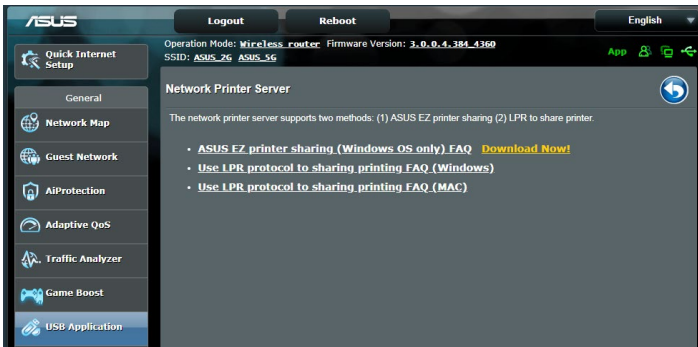 ASUS
Logout
Reboot
English
Quick Internet
Setup
Operation Mode: Wireless router Firmware Version: 3.0.0.4.384_4360
SSID: ASUS_2G ASUS_5G
App
General
Network Map
Guest Network
AiProtection
Adaptive QoS
Traffic Analyzer
Game Boost
USB Application
Network Printer Server
The network printer server supports two methods: (1) ASUS EZ printer sharing (2) LPR to share printer.
ASUS EZ printer sharing (Windows OS only) FAQ Download Now!
Use LPR protocol to sharing printing FAQ (Windows)
Use LPR protocol to sharing printing FAQ (MAC)